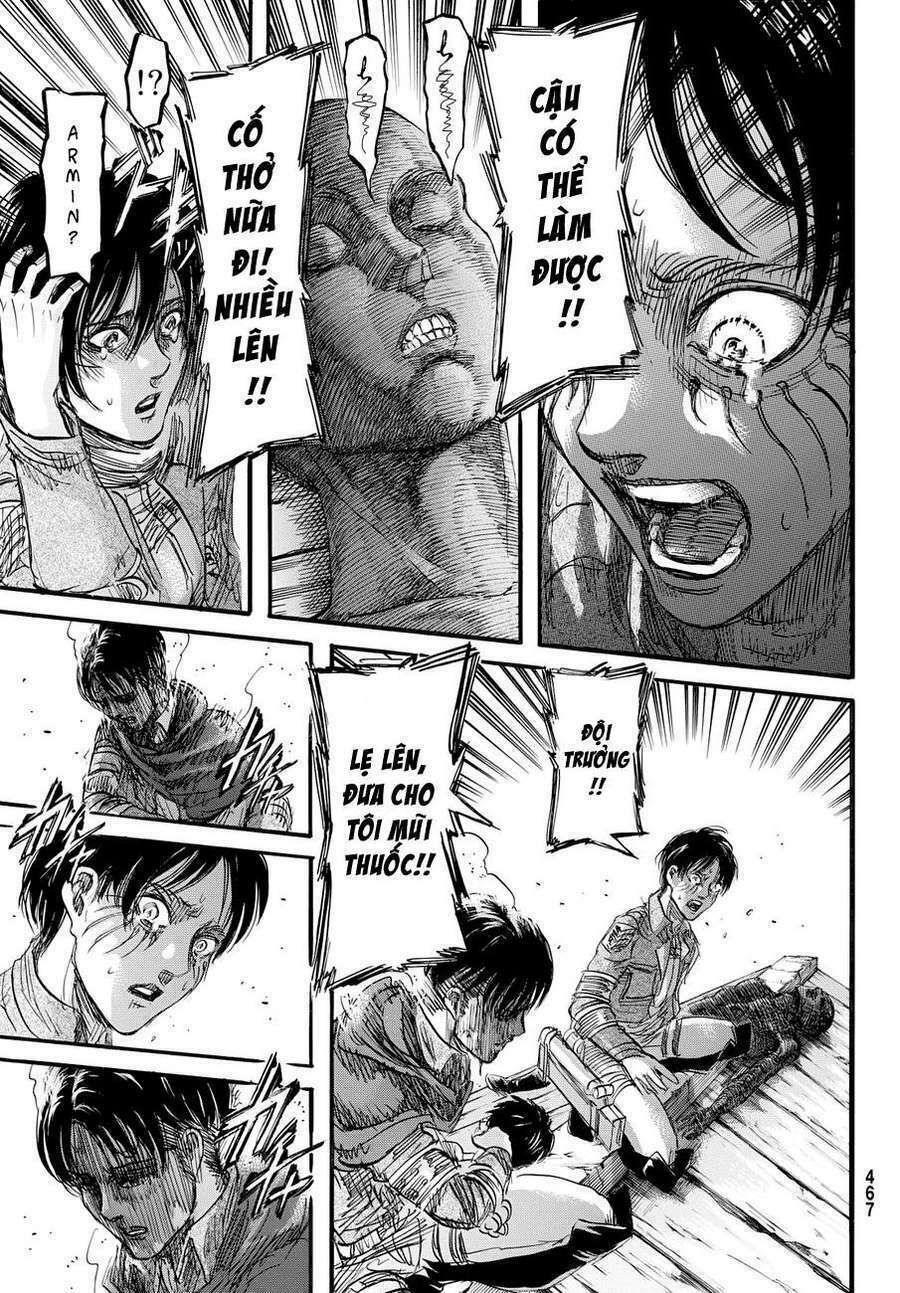 CẬU
CÓ
THỂ
LÀM
ĐƯỢC
!!
CỐ
THỞ
NỮA
ĐI!
NHIỀU
LÊN
!!
!?
ARMIN?
ĐỘI
TRƯỞNG
!!
LẸ LÊN,
ĐƯA CHO
TÔI MŨI
THUỐC!!
467